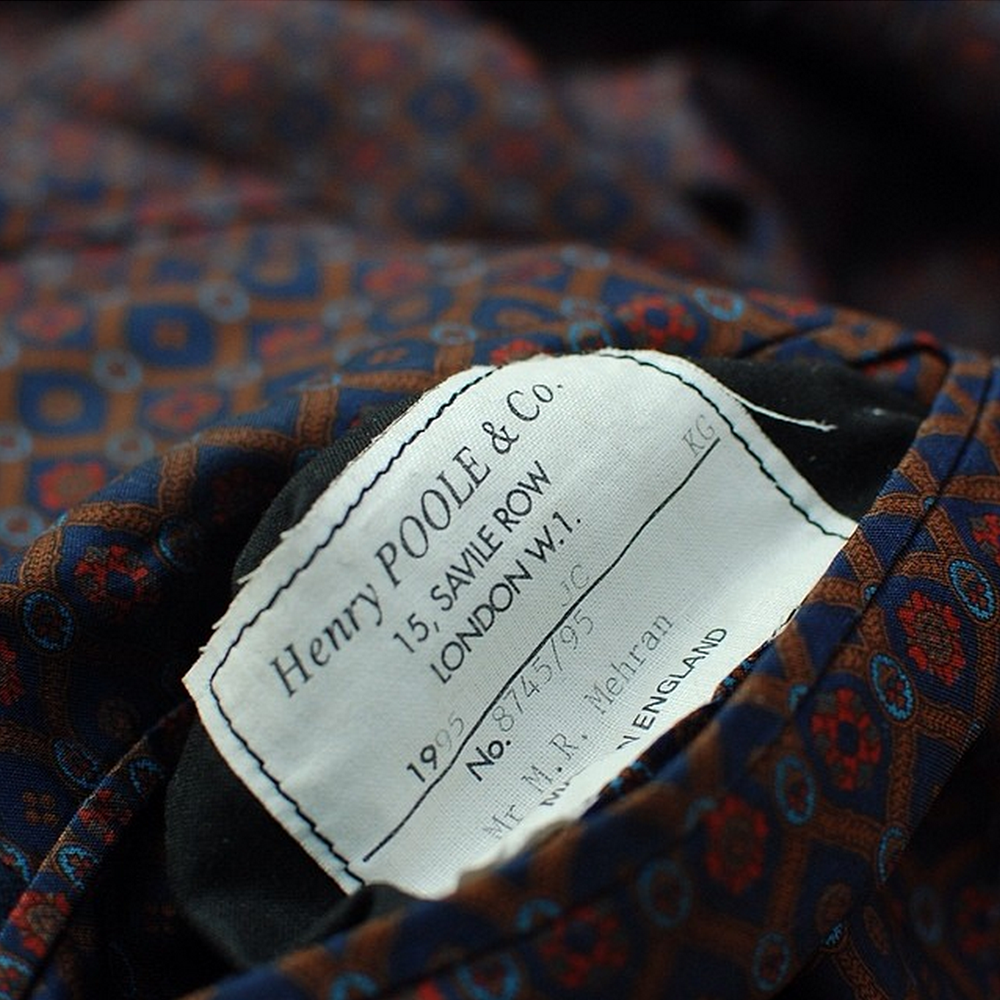 Henry POOLE & Co.
15, SAVILE ROW
LONDON W.1.
1995 JC KG
No. 8745/95
Mr M.R. Mehran
N ENGLAND